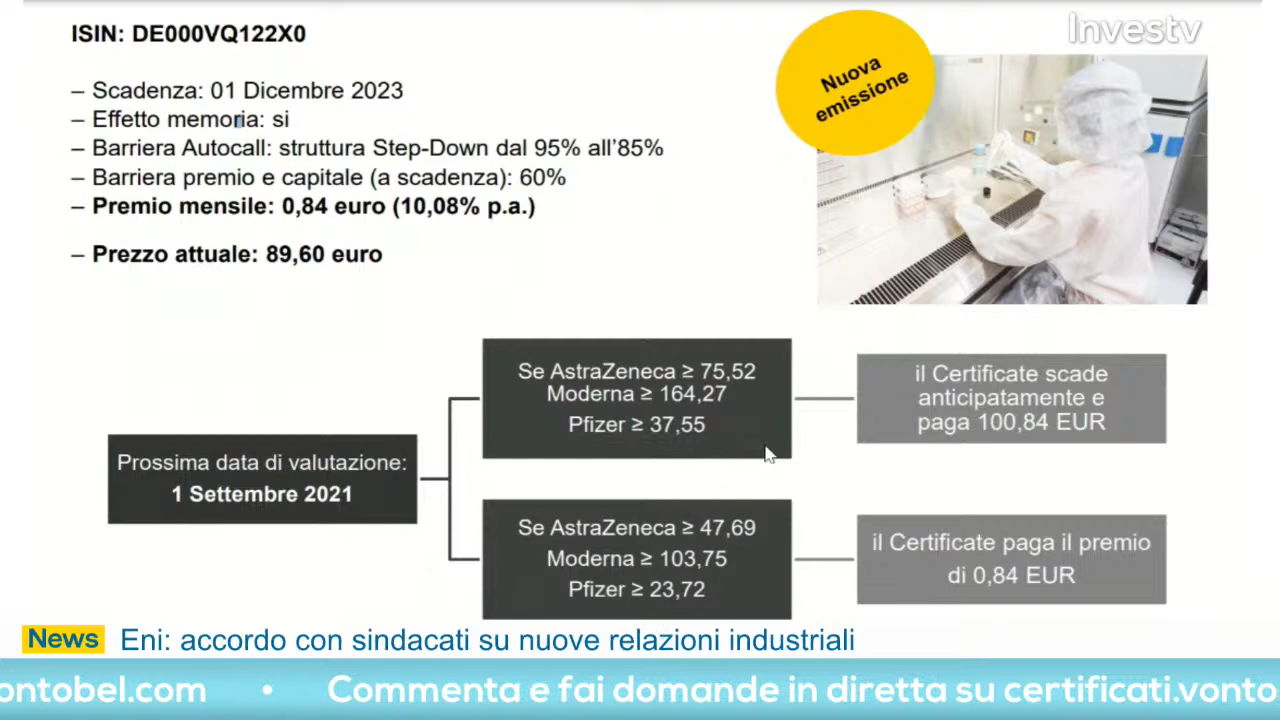 ISIN: DE000VQ122X0
Investv
Nuova
emissione
– Scadenza: 01 Dicembre 2023
– Effetto memoria: si
– Barriera Autocall: struttura Step-Down dal 95% all'85%
– Barriera premio e capitale (a scadenza): 60%
– Premio mensile: 0,84 euro (10,08% p.a.)
– Prezzo attuale: 89,60 euro
Se AstraZeneca ≥ 75,52
Moderna ≥ 164,27
Pfizer ≥ 37,55
il Certificate scade
anticipatamente e
paga 100,84 EUR
Prossima data di valutazione:
1 Settembre 2021
Se AstraZeneca ≥ 47,69
Moderna ≥ 103,75
Pfizer ≥ 23,72
il Certificate paga il premio
di 0,84 EUR
News Eni: accordo con sindacati su nuove relazioni industriali
ontobel.com • Commenta e fai domande in diretta su certificati.vonto